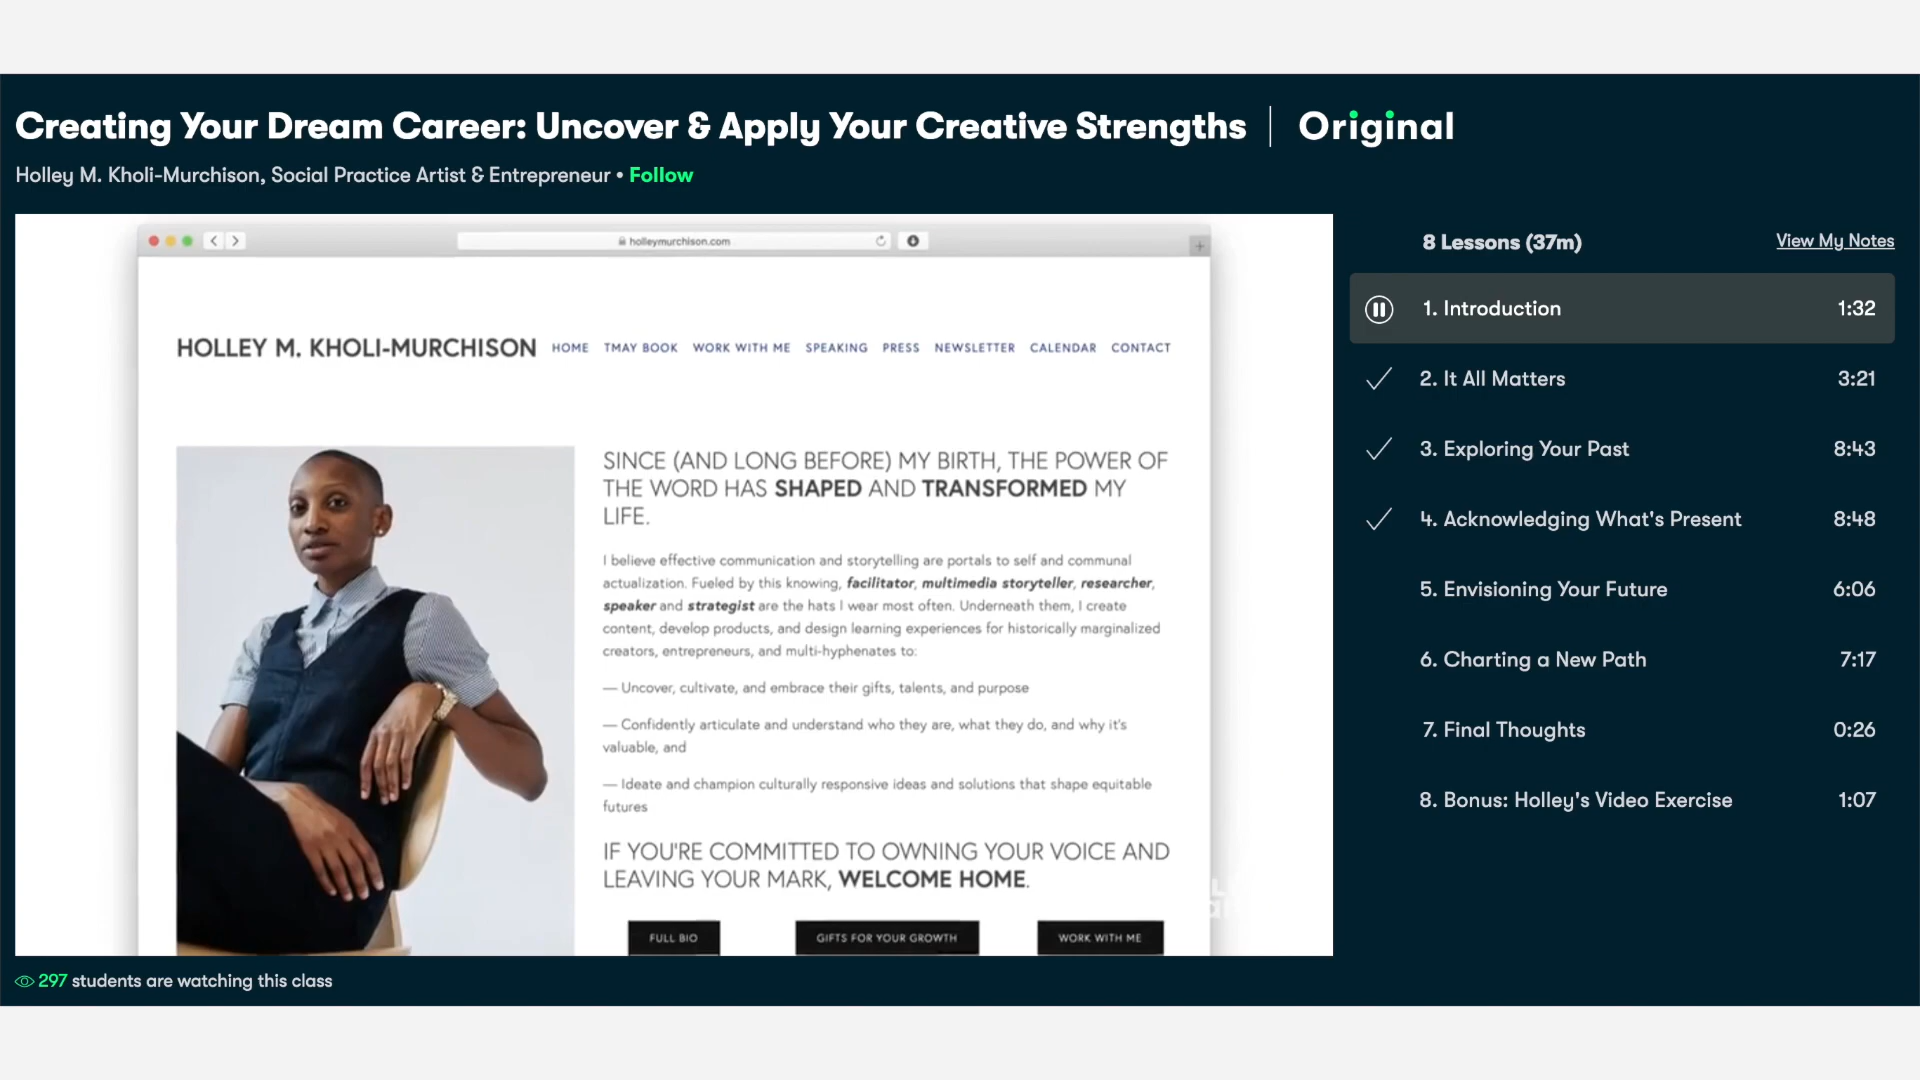 Creating Your Dream Career: Uncover & Apply Your Creative Strengths | Original
Holley M. Kholi-Murchison, Social Practice Artist & Entrepreneur • Follow
holleymurchison.com
HOLLEY M. KHOLI-MURCHISON
HOME TMAY BOOK WORK WITH ME SPEAKING PRESS NEWSLETTER CALENDAR CONTACT
SINCE (AND LONG BEFORE) MY BIRTH, THE POWER OF
THE WORD HAS SHAPED AND TRANSFORMED MY
LIFE.
I believe effective communication and storytelling are portals to self and communal
actualization. Fueled by this knowing, facilitator, multimedia storyteller, researcher,
speaker and strategist are the hats I wear most often. Underneath them, I create
content, develop products, and design learning experiences for historically marginalized
creators, entrepreneurs, and multi-hyphenates to:
— Uncover, cultivate, and embrace their gifts, talents, and purpose
— Confidently articulate and understand who they are, what they do, and why it's
valuable, and
— Ideate and champion culturally responsive ideas and solutions that shape equitable
futures
IF YOU'RE COMMITTED TO OWNING YOUR VOICE AND
LEAVING YOUR MARK, WELCOME HOME.
FULL BIO
GIFTS FOR YOUR GROWTH
WORK WITH ME
297 students are watching this class
8 Lessons (37m)
View My Notes
1. Introduction 1:32
2. It All Matters 3:21
3. Exploring Your Past 8:43
4. Acknowledging What's Present 8:48
5. Envisioning Your Future 6:06
6. Charting a New Path 7:17
7. Final Thoughts 0:26
8. Bonus: Holley's Video Exercise 1:07